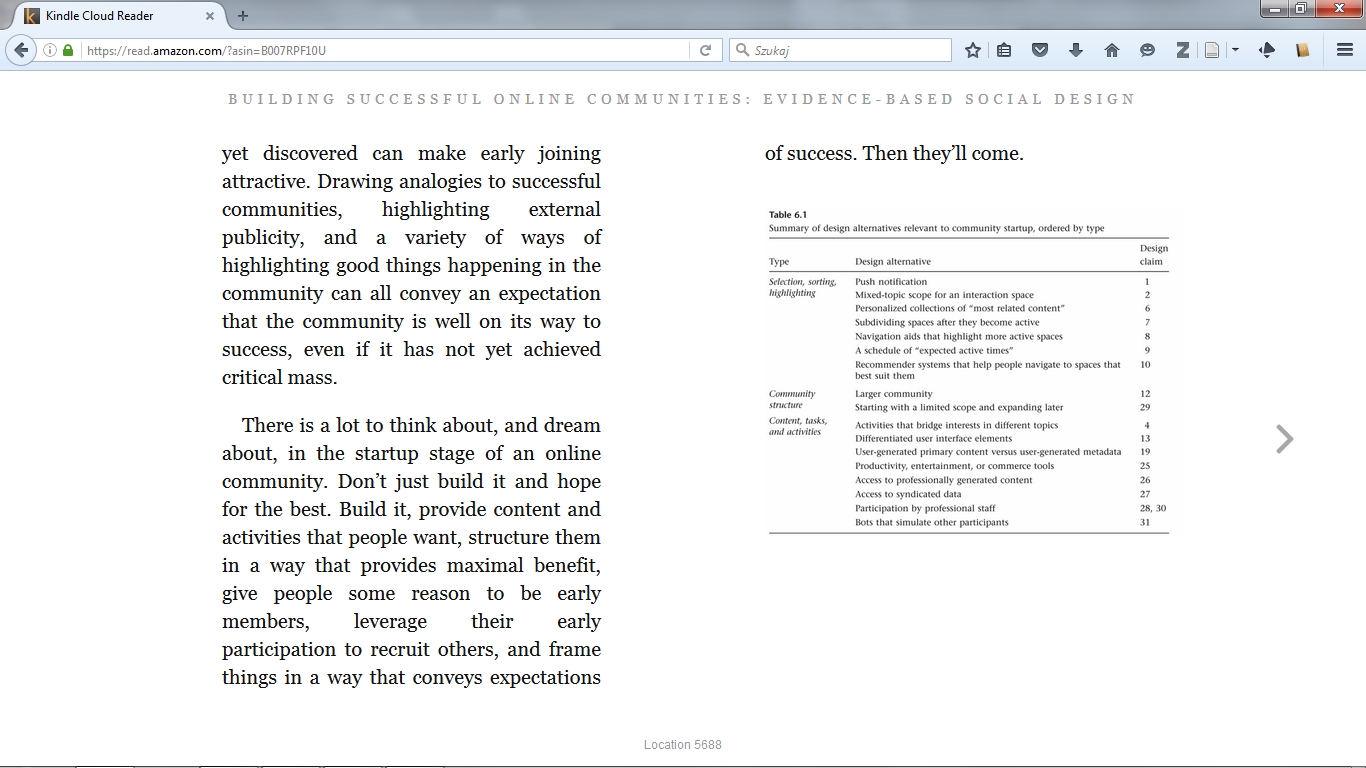 Kindle Cloud Reader
https://read.amazon.com/?asin=B007RPF10U
Szukaj
BUILDING SUCCESSFUL ONLINE COMMUNITIES: EVIDENCE-BASED SOCIAL DESIGN
yet discovered can make early joining
attractive. Drawing analogies to successful
communities, highlighting external
publicity, and a variety of ways of
highlighting good things happening in the
community can all convey an expectation
that the community is well on its way to
success, even if it has not yet achieved
critical mass.
There is a lot to think about, and dream
about, in the startup stage of an online
community. Don’t just build it and hope
for the best. Build it, provide content and
activities that people want, structure them
in a way that provides maximal benefit,
give people some reason to be early
members, leverage their early
participation to recruit others, and frame
things in a way that conveys expectations
of success. Then they’ll come.
Table 6.1
Summary of design alternatives relevant to community startup, ordered by type
Design
Type Design alternative claim
Selection, sorting, Push notification 1
highlighting Mixed-topic scope for an interaction space 2
Personalized collections of “most related content” 6
Subdividing spaces after they become active 7
Navigation aids that highlight more active spaces 8
A schedule of “expected active times” 9
Recommender systems that help people navigate to spaces that 10
best suit them
Community Larger community 12
structure Starting with a limited scope and expanding later 29
Content, tasks, Activities that bridge interests in different topics 4
and activities Differentiated user interface elements 13
User-generated primary content versus user-generated metadata 19
Productivity, entertainment, or commerce tools 25
Access to professionally generated content 26
Access to syndicated data 27
Participation by professional staff 28, 30
Bots that simulate other participants 31
Location 5688